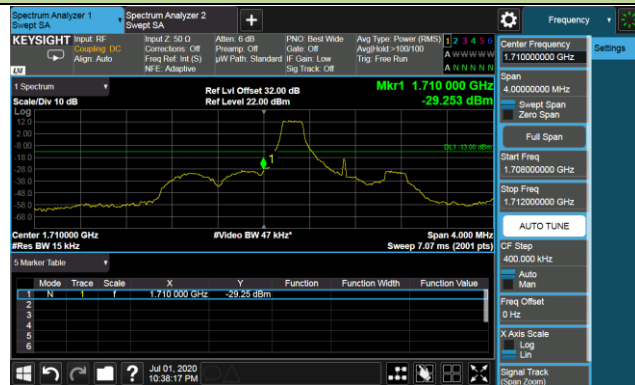 Spectrum Analyzer 1
Swept SA
Spectrum Analyzer 2
Swept SA
+
Frequency
KEYSIGHT
Input: RF
Coupling: DC
Align: Auto
Input Z: 50 Ω
Corrections: Off
Freq Ref: Int (S)
NFE: Adaptive
Atten: 6 dB
Preamp: Off
µW Path: Standard
PNO: Best Wide
Gate: Off
IF Gain: Low
Sig Track: Off
Avg Type: Power (RMS)
Avg|Hold:>100/100
Trig: Free Run
1 2 3 4 5 6
A W W W W W
A N N N N N
LXI
1 Spectrum
Scale/Div 10 dB
Ref Lvl Offset 32.00 dB
Ref Level 22.00 dBm
Mkr1 1.710 000 GHz
-29.253 dBm
Log
12.0
2.00
-8.00
-18.0
-28.0
-38.0
-48.0
-58.0
-68.0
DL1 -13.00 dBm
1
Center 1.710000 GHz
#Res BW 15 kHz
#Video BW 47 kHz*
Span 4.000 MHz
Sweep 7.07 ms (2001 pts)
5 Marker Table
Mode Trace Scale X Y Function Function Width Function Value
1 N 1 f 1.710 000 GHz -29.25 dBm
2
3
4
5
6
Center Frequency
1.710000000 GHz
Settings
Span
4.00000000 MHz
Swept Span
Zero Span
Full Span
Start Freq
1.708000000 GHz
Stop Freq
1.712000000 GHz
AUTO TUNE
CF Step
400.000 kHz
Auto
Man
Freq Offset
0 Hz
X Axis Scale
Log
Lin
Signal Track
(Span Zoom)
?
Jul 01, 2020
10:38:17 PM